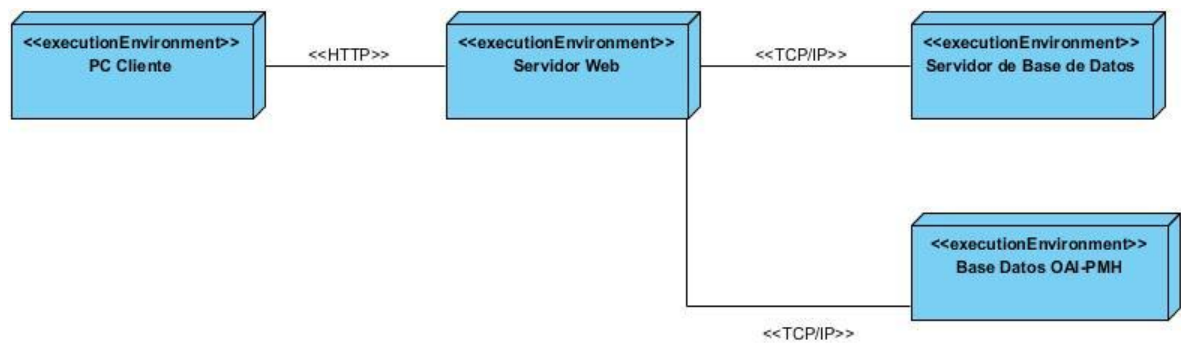 <<executionEnvironment>>
PC Cliente
<<HTTP>>
<<executionEnvironment>>
Servidor Web
<<TCP/IP>>
<<executionEnvironment>>
Servidor de Base de Datos
<<executionEnvironment>>
Base Datos OAI-PMH
<<TCP/IP>>